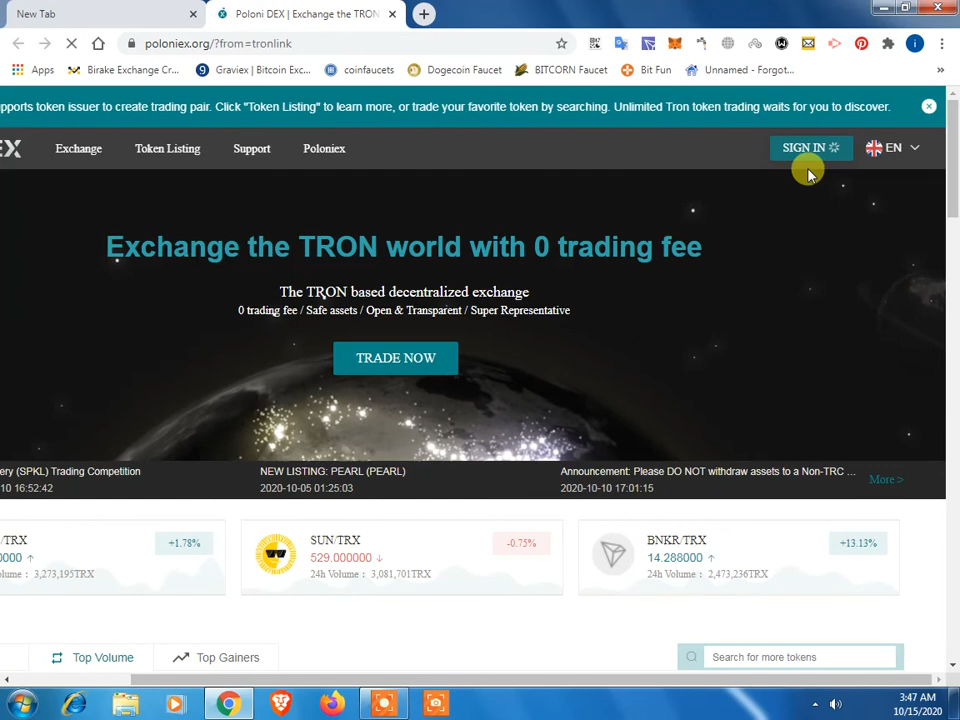 New Tab
Poloni DEX | Exchange the TRON
poloniex.org/?from=tronlink
Apps
Birake Exchange Cr...
Graviex | Bitcoin Exc...
coinfaucets
Dogecoin Faucet
BITCORN Faucet
Bit Fun
Unnamed - Forgot...
»
pports token issuer to create trading pair. Click "Token Listing" to learn more, or trade your favorite token by searching. Unlimited Tron token trading waits for you to discover.
EX
Exchange
Token Listing
Support
Poloniex
SIGN IN
EN
Exchange the TRON world with 0 trading fee
The TRON based decentralized exchange
0 trading fee / Safe assets / Open & Transparent / Super Representative
TRADE NOW
ery (SPKL) Trading Competition
10 16:52:42
NEW LISTING: PEARL (PEARL)
2020-10-05 01:25:03
Announcement: Please DO NOT withdraw assets to a Non-TRC ...
2020-10-10 17:01:15
More >
/TRX
0000 ↑
+1.78%
olume : 3,273,195TRX
SUN/TRX
529.000000 ↓
-0.75%
24h Volume : 3,081,701TRX
BNKR/TRX
14.288000 ↑
+13.13%
24h Volume : 2,473,236TRX
Top Volume
Top Gainers
Search for more tokens
3:47 AM
10/15/2020